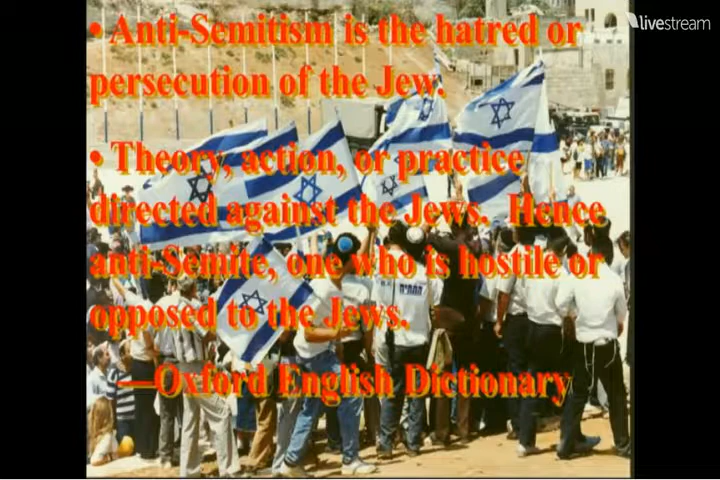 livestream
• Anti-Semitism is the hatred or
persecution of the Jew.
• Theory, action, or practice
directed against the Jews. Hence
anti-Semite, one who is hostile or
opposed to the Jews.
—Oxford English Dictionary